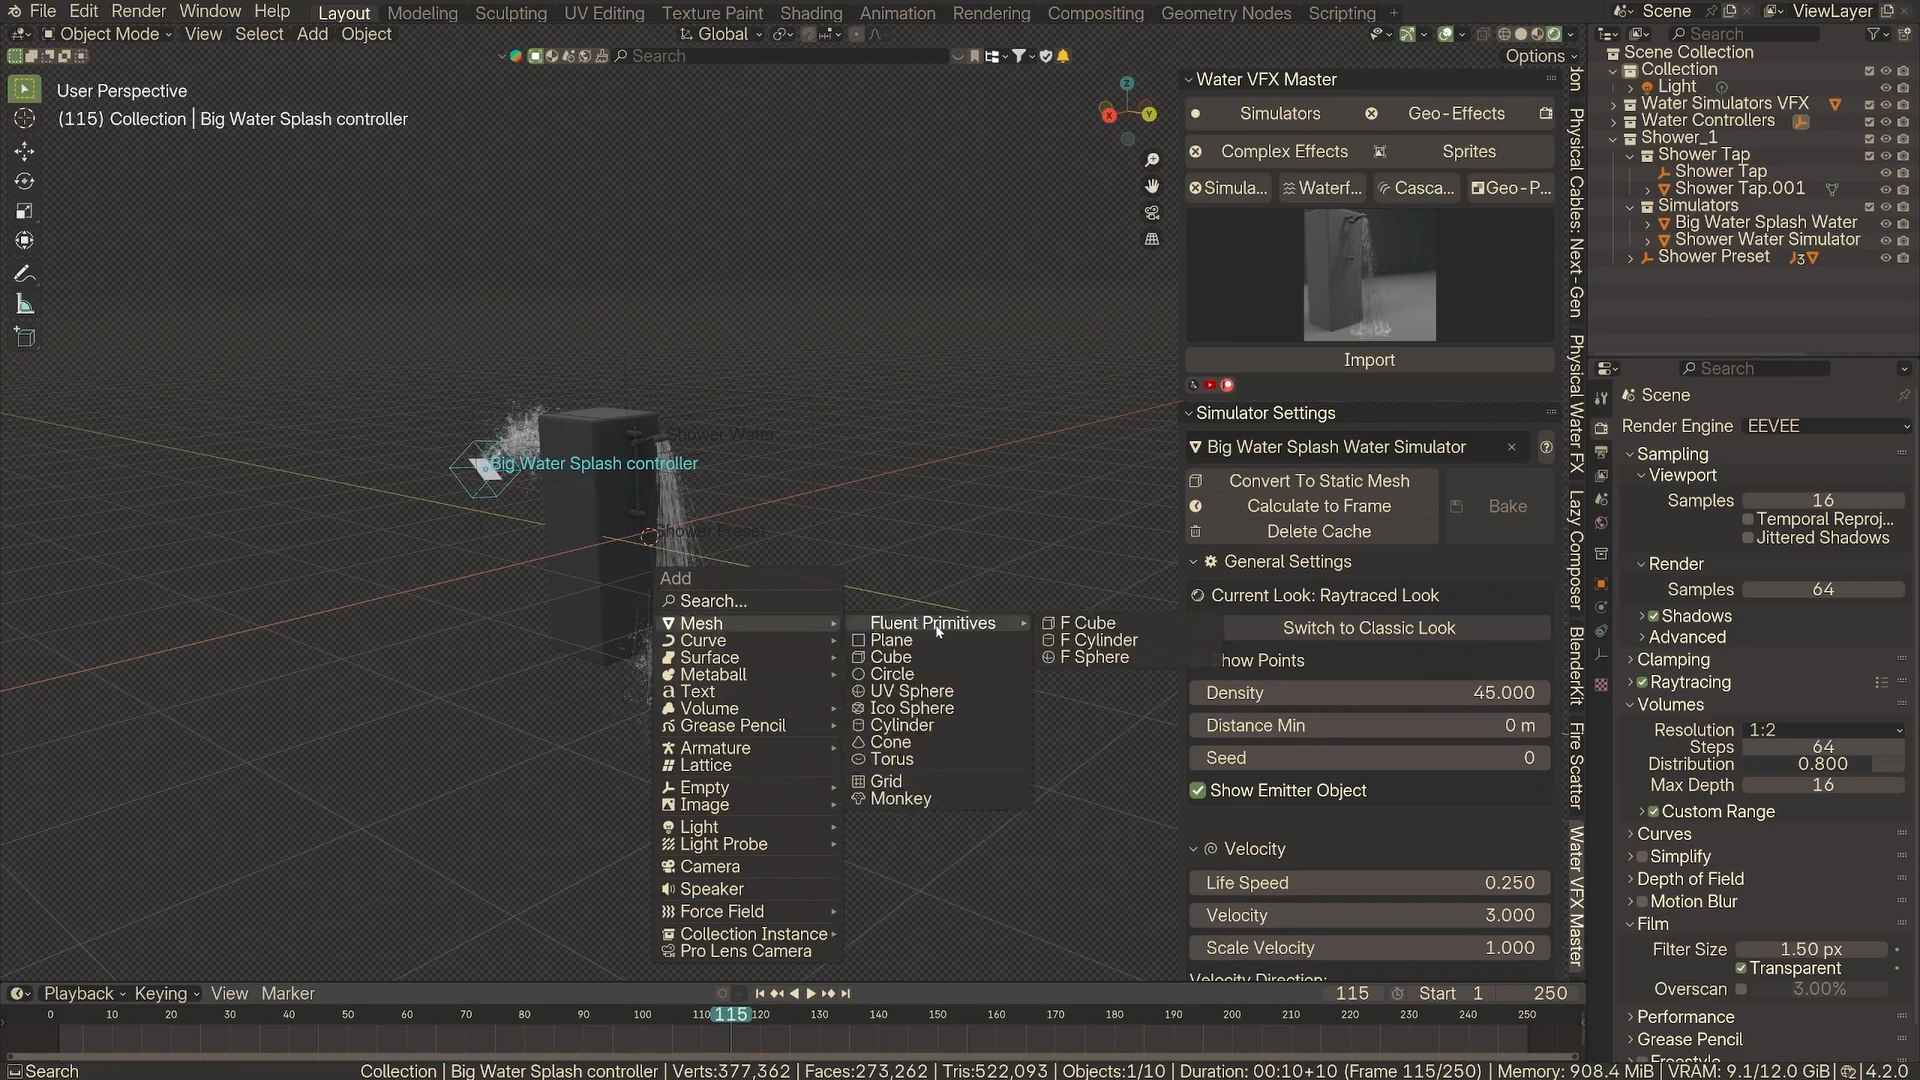 File Edit Render Window Help Layout Modeling Sculpting UV Editing Texture Paint Shading Animation Rendering Compositing Geometry Nodes Scripting + Scene ViewLayer
Object Mode View Select Add Object Global
Search Options
User Perspective
(115) Collection | Big Water Splash controller
Z
X Y
Shower Water
Big Water Splash controller
Shower Preset
Add
Search...
Mesh
Curve
Surface
Metaball
Text
Volume
Grease Pencil
Armature
Lattice
Empty
Image
Light
Light Probe
Camera
Speaker
Force Field
Collection Instance
Pro Lens Camera
Fluent Primitives
Plane
Cube
Circle
UV Sphere
Ico Sphere
Cylinder
Cone
Torus
Grid
Monkey
F Cube
F Cylinder
F Sphere
Water VFX Master
Simulators Geo-Effects
Complex Effects Sprites
Simula... Waterf... Casca... Geo-P...
Import
Simulator Settings
Big Water Splash Water Simulator
Convert To Static Mesh
Calculate to Frame
Bake
Delete Cache
General Settings
Current Look: Raytraced Look
Switch to Classic Look
how Points
Density 45.000
Distance Min 0 m
Seed 0
Show Emitter Object
Velocity
Life Speed 0.250
Velocity 3.000
Scale Velocity 1.000
Velocity Direction:
Physical Cables: Next-Gen
Physical Water FX
Lazy Composer
BlenderKit
Fire Scatter
Water VFX Master
Search
Scene Collection
Collection
Light
Water Simulators VFX
Water Controllers
Shower_1
Shower Tap
Shower Tap
Shower Tap.001
Simulators
Big Water Splash Water
Shower Water Simulator
Shower Preset 3
Search
Scene
Render Engine EEVEE
Sampling
Viewport
Samples 16
Temporal Reproj...
Jittered Shadows
Render
Samples 64
Shadows
Advanced
Clamping
Raytracing
Volumes
Resolution 1:2
Steps 64
Distribution 0.800
Max Depth 16
Custom Range
Curves
Simplify
Depth of Field
Motion Blur
Film
Filter Size 1.50 px
Transparent
Overscan 3.00%
Performance
Grease Pencil
Freestyle
Playback Keying View Marker 115 Start 1 250
0 10 20 30 40 50 60 70 80 90 100 110 115 120 130 140 150 160 170 180 190 200 210 220 230 240 250
Search Collection | Big Water Splash controller | Verts:377,362 | Faces:273,262 | Tris:522,093 | Objects:1/10 | Duration: 00:10+10 (Frame 115/250) | Memory: 908.4 MiB | VRAM: 9.1/12.0 GiB | 4.2.0